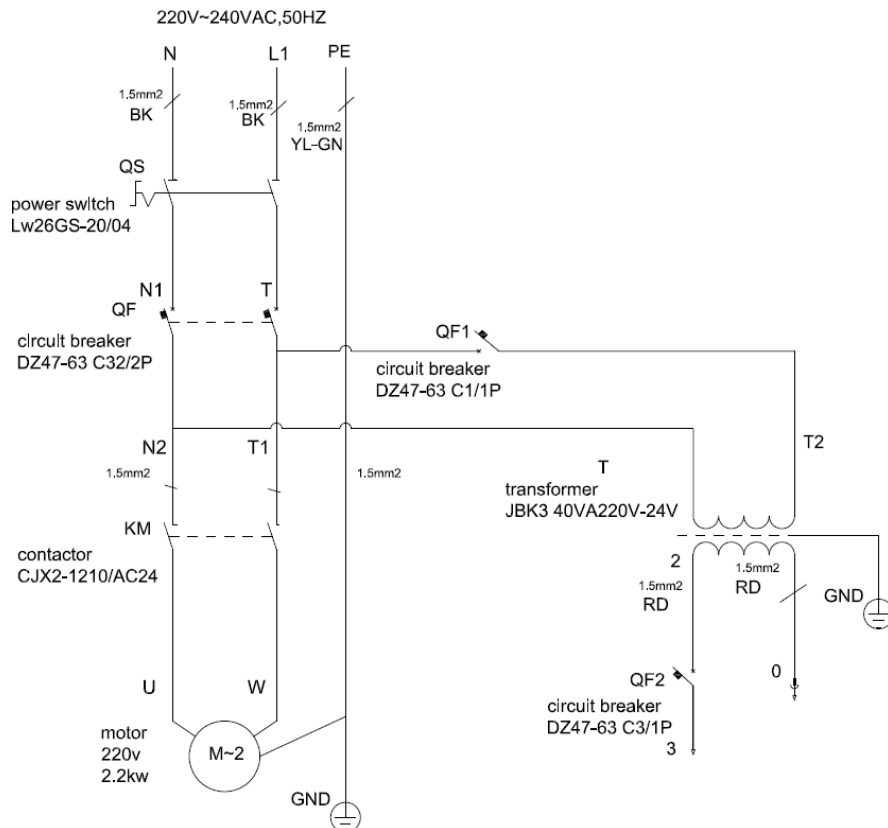 220V~240VAC,50HZ
N
L1
PE
1.5mm2
BK
1.5mm2
BK
1.5mm2
YL-GN
QS
power swltch
Lw26GS-20/04
N1
T
QF
clrcult breaker
DZ47-63 C32/2P
QF1
circuit breaker
DZ47-63 C1/1P
N2
T1
T2
1.5mm2
1.5mm2
T
transformer
JBK3 40VA220V-24V
KM
contactor
CJX2-1210/AC24
2
1.5mm2
RD
1.5mm2
RD
GND
U
W
QF2
0
circuit breaker
DZ47-63 C3/1P
3
motor
220v
2.2kw
M~2
GND